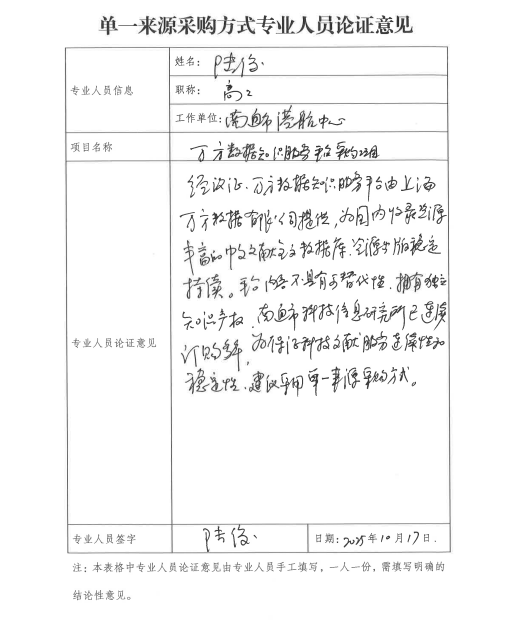 单一来源采购方式专业人员论证意见
专业人员信息
姓名：陆俊
职称：高工
工作单位：南通市港航中心
项目名称
万方数据知识服务平台采购项目
专业人员论证意见
经论证，万方数据知识服务平台由上海
万方数据有限公司提供，为国内收录资源
丰富的中文文献全文数据库，资源出版稳定
持续。平台内容不具有可替代性，拥有独立
知识产权，南通市科技信息研究所已连续
订购多年，为保证科技文献服务连续性和
稳定性，建议采用单一来源采购方式。
专业人员签字
陆俊
日期：2025年10月17日.
注：本表格中专业人员论证意见由专业人员手工填写，一人一份，需填写明确的
结论性意见。